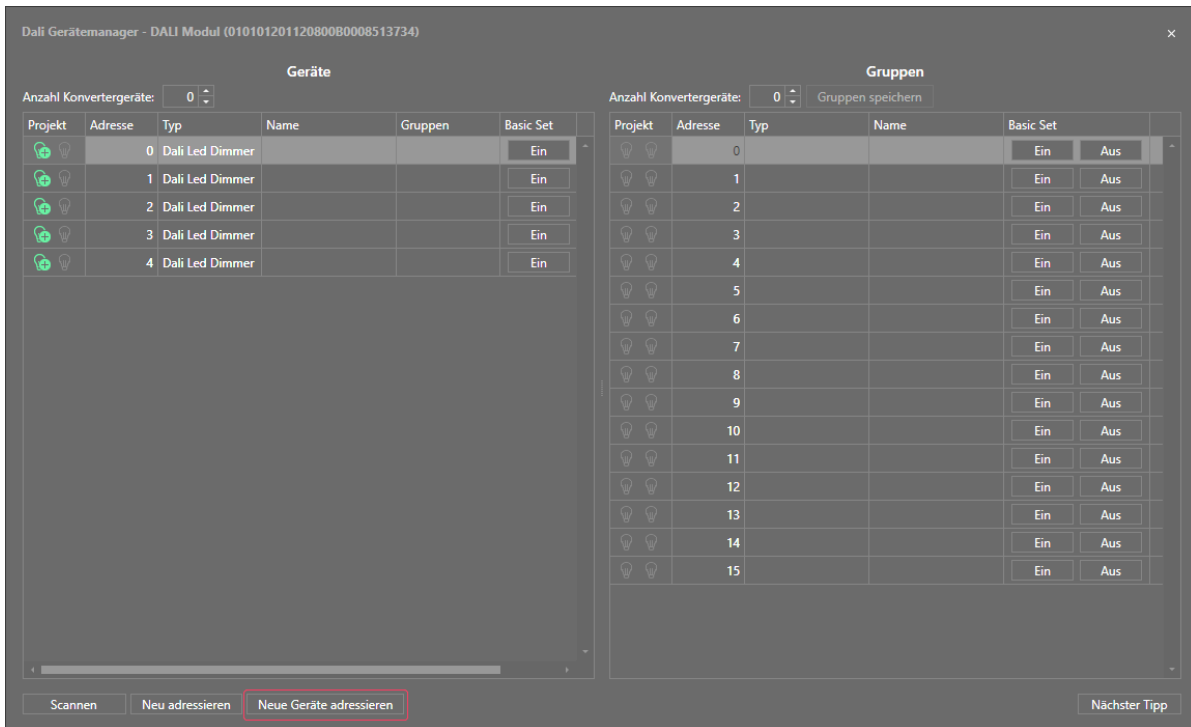 Dali Gerätemanager - DALI Modul (010101201120800B0008513734)
Geräte
Anzahl Konvertergeräte: 0
Projekt Adresse Typ Name Gruppen Basic Set
0 Dali Led Dimmer Ein
1 Dali Led Dimmer Ein
2 Dali Led Dimmer Ein
3 Dali Led Dimmer Ein
4 Dali Led Dimmer Ein
Gruppen
Anzahl Konvertergeräte: 0 Gruppen speichern
Projekt Adresse Typ Name Basic Set
0 Ein Aus
1 Ein Aus
2 Ein Aus
3 Ein Aus
4 Ein Aus
5 Ein Aus
6 Ein Aus
7 Ein Aus
8 Ein Aus
9 Ein Aus
10 Ein Aus
11 Ein Aus
12 Ein Aus
13 Ein Aus
14 Ein Aus
15 Ein Aus
Scannen Neu adressieren Neue Geräte adressieren Nächster Tipp